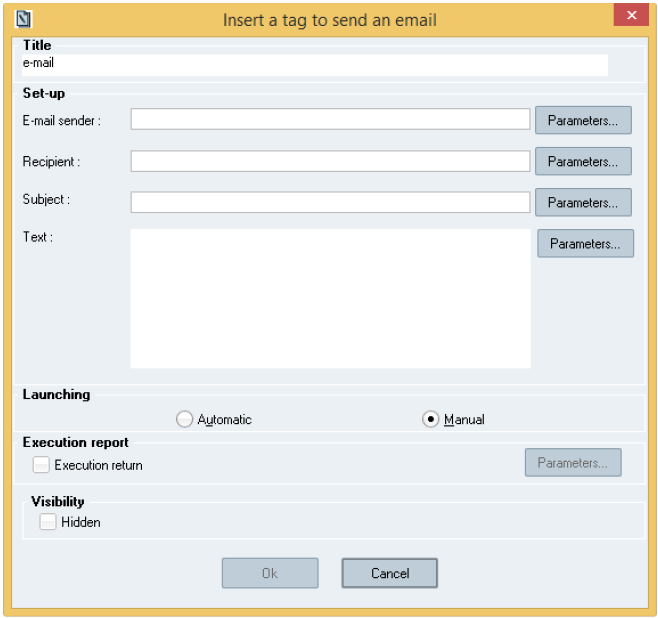 Insert a tag to send an email
Title
e-mail
Set-up
E-mail sender : Parameters...
Recipient : Parameters...
Subject : Parameters...
Text : Parameters...
Launching
Automatic Manual
Execution report
Execution return Parameters...
Visibility
Hidden
Ok Cancel